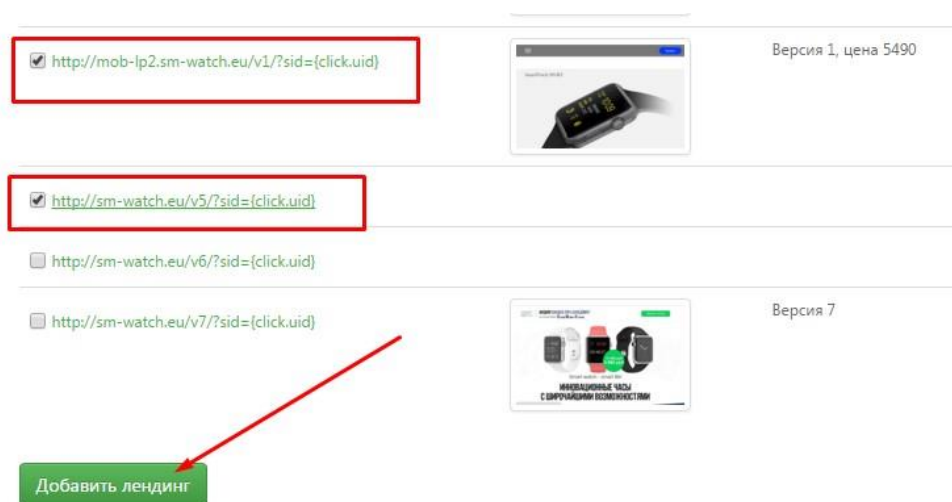 http://mob-lp2.sm-watch.eu/v1/?sid={click.uid}
Версия 1, цена 5490
http://sm-watch.eu/v5/?sid={click.uid}
http://sm-watch.eu/v6/?sid={click.uid}
http://sm-watch.eu/v7/?sid={click.uid}
Версия 7
ИННОВАЦИОННЫЕ ЧАСЫ
С ШИРОЧАЙШИМИ ВОЗМОЖНОСТЯМИ
Добавить лендинг